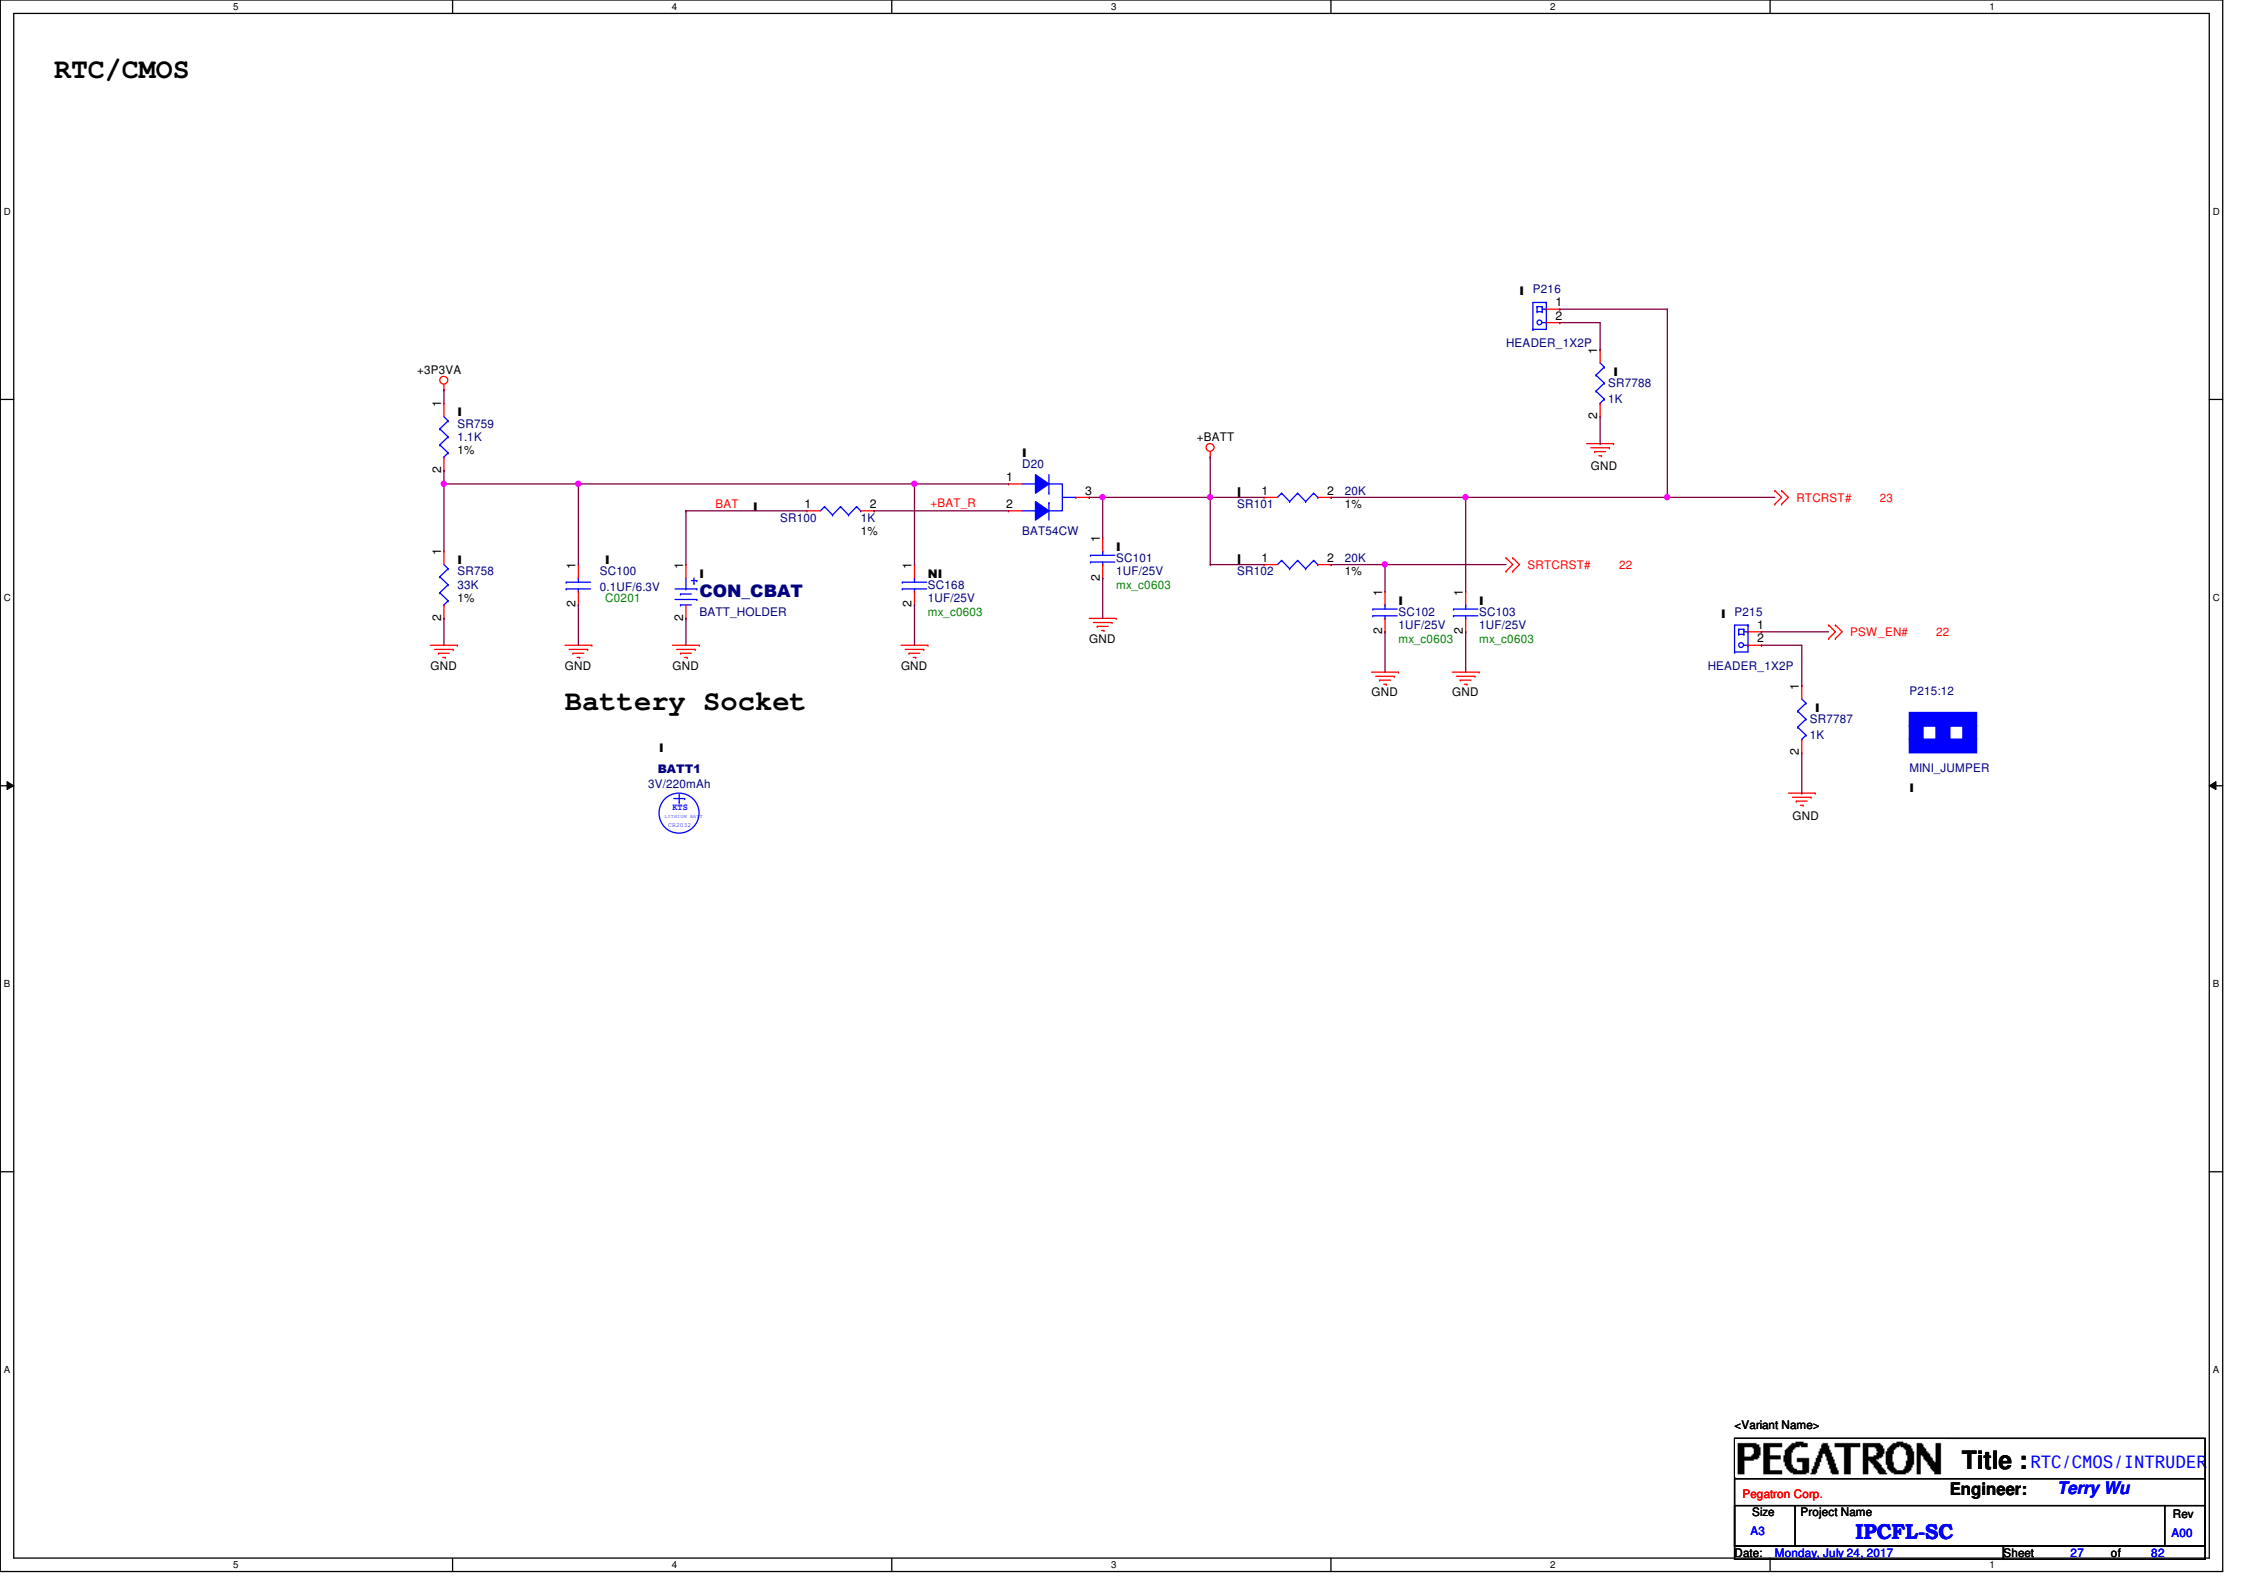 5 4 3 2 1
RTC/CMOS
D D
I P216
1
2
HEADER_1X2P
1
I
SR7788
1K
2
GND
+3P3VA
1
I
SR759
1.1K
1%
2
+BATT
I
D20
1
2
3
BAT54CW
BAT I 1 2 +BAT_R
SR100 1K
1%
I 1 2 20K
SR101 1%
RTCRST# 23
I 1 2 20K
SR102 1%
SRTCRST# 22
1
I
SR758
33K
1%
2
GND
1
I
SC100
0.1UF/6.3V
C0201
2
GND
1
I
+
CON_CBAT
BATT_HOLDER
2
GND
1
NI
SC168
1UF/25V
mx_c0603
2
GND
1
I
SC101
1UF/25V
mx_c0603
2
GND
1
I
SC102
1UF/25V
mx_c0603
2
GND
1
I
SC103
1UF/25V
mx_c0603
2
GND
C C
I P215
1
2
PSW_EN# 22
HEADER_1X2P
1
I
SR7787
1K
2
GND
P215:12
MINI_JUMPER
I
Battery Socket
I
BATT1
3V/220mAh
+
KTS
LITHIUM BATT
CR2032
B B
A A
<Variant Name>
PEGATRON Title : RTC/CMOS/INTRUDER
Pegatron Corp. Engineer: Terry Wu
Size Project Name Rev
A3 IPCFL-SC A00
Date: Monday, July 24, 2017 Sheet 27 of 82
5 4 3 2 1